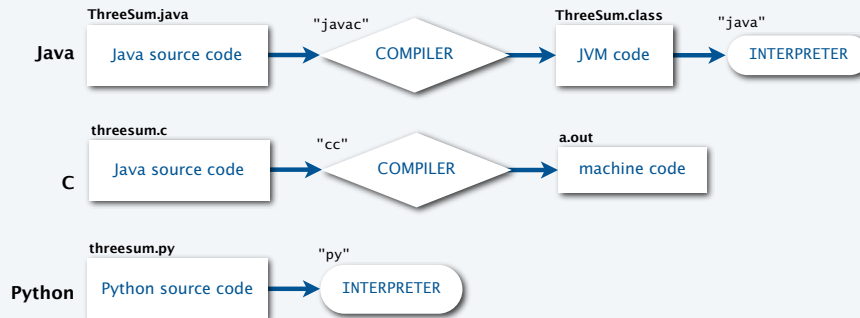 ThreeSum.java
"javac"
ThreeSum.class
"java"
Java
Java source code
COMPILER
JVM code
INTERPRETER
threesum.c
"cc"
a.out
C
Java source code
COMPILER
machine code
threesum.py
"py"
Python
Python source code
INTERPRETER